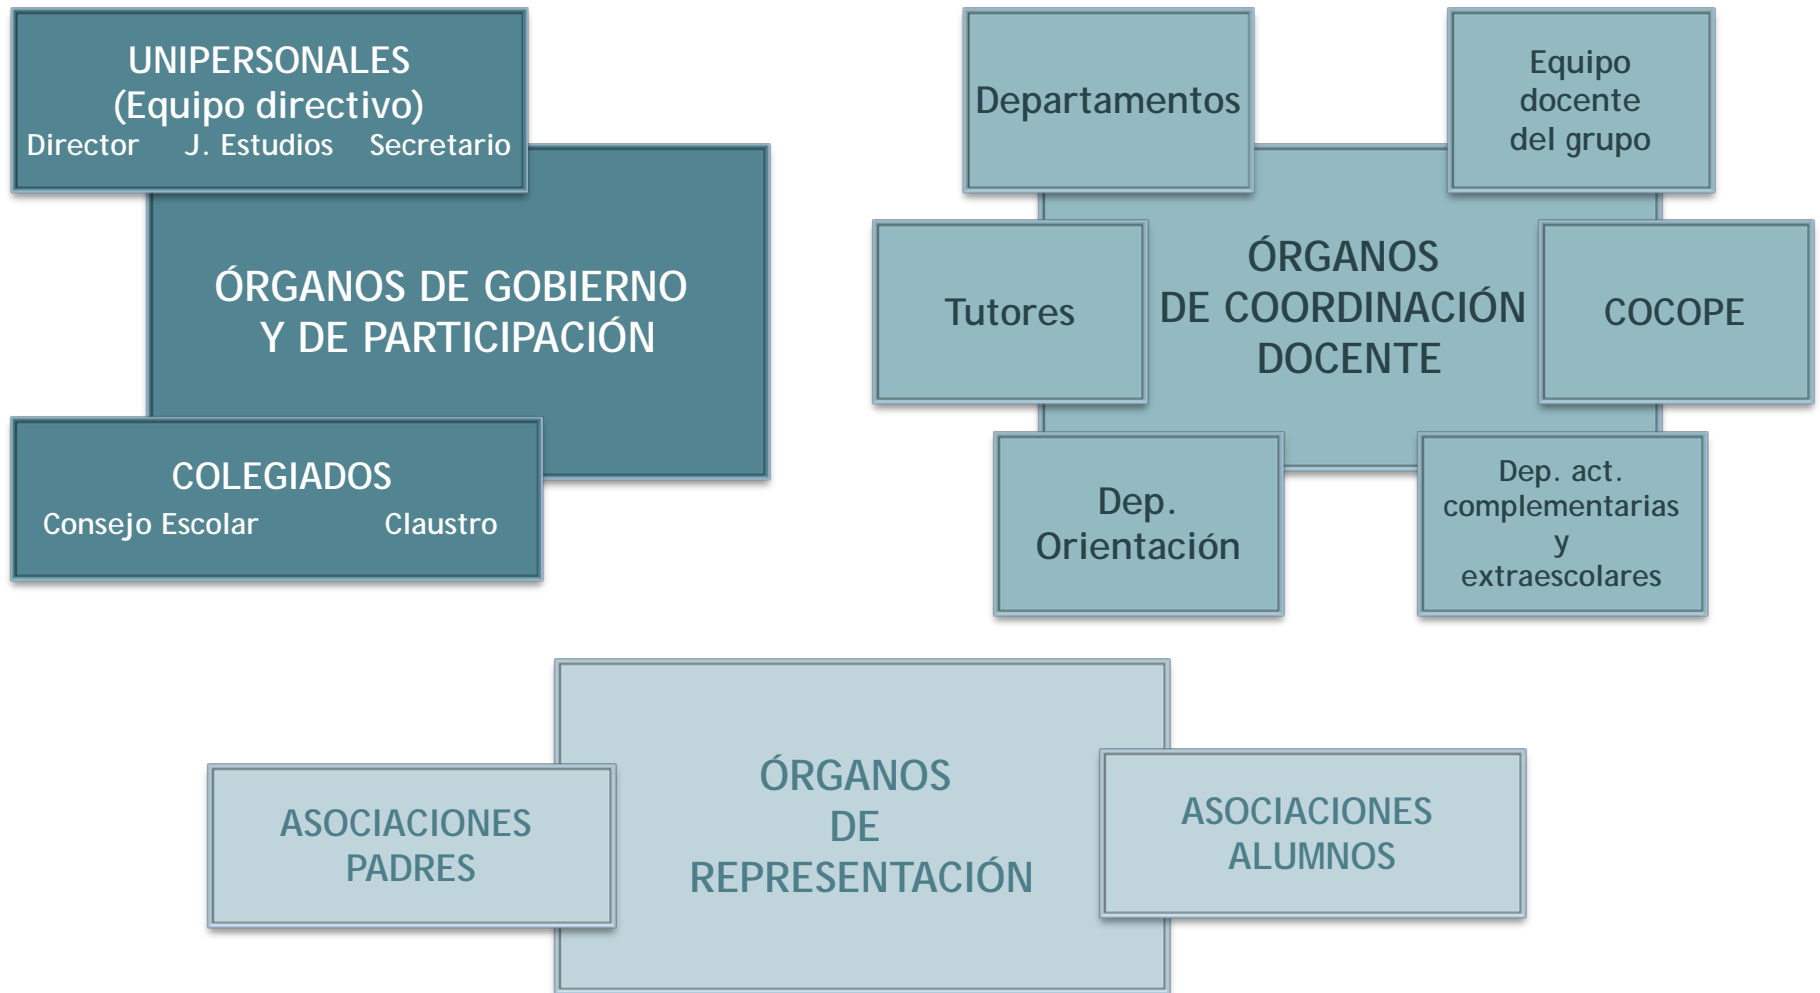 UNIPERSONALES
(Equipo directivo)
Director J. Estudios Secretario
ÓRGANOS DE GOBIERNO
Y DE PARTICIPACIÓN
COLEGIADOS
Consejo Escolar Claustro
Departamentos
Equipo
docente
del grupo
Tutores
ÓRGANOS
DE COORDINACIÓN
DOCENTE
COCOPE
Dep.
Orientación
Dep. act.
complementarias
y
extraescolares
ASOCIACIONES
PADRES
ÓRGANOS
DE
REPRESENTACIÓN
ASOCIACIONES
ALUMNOS